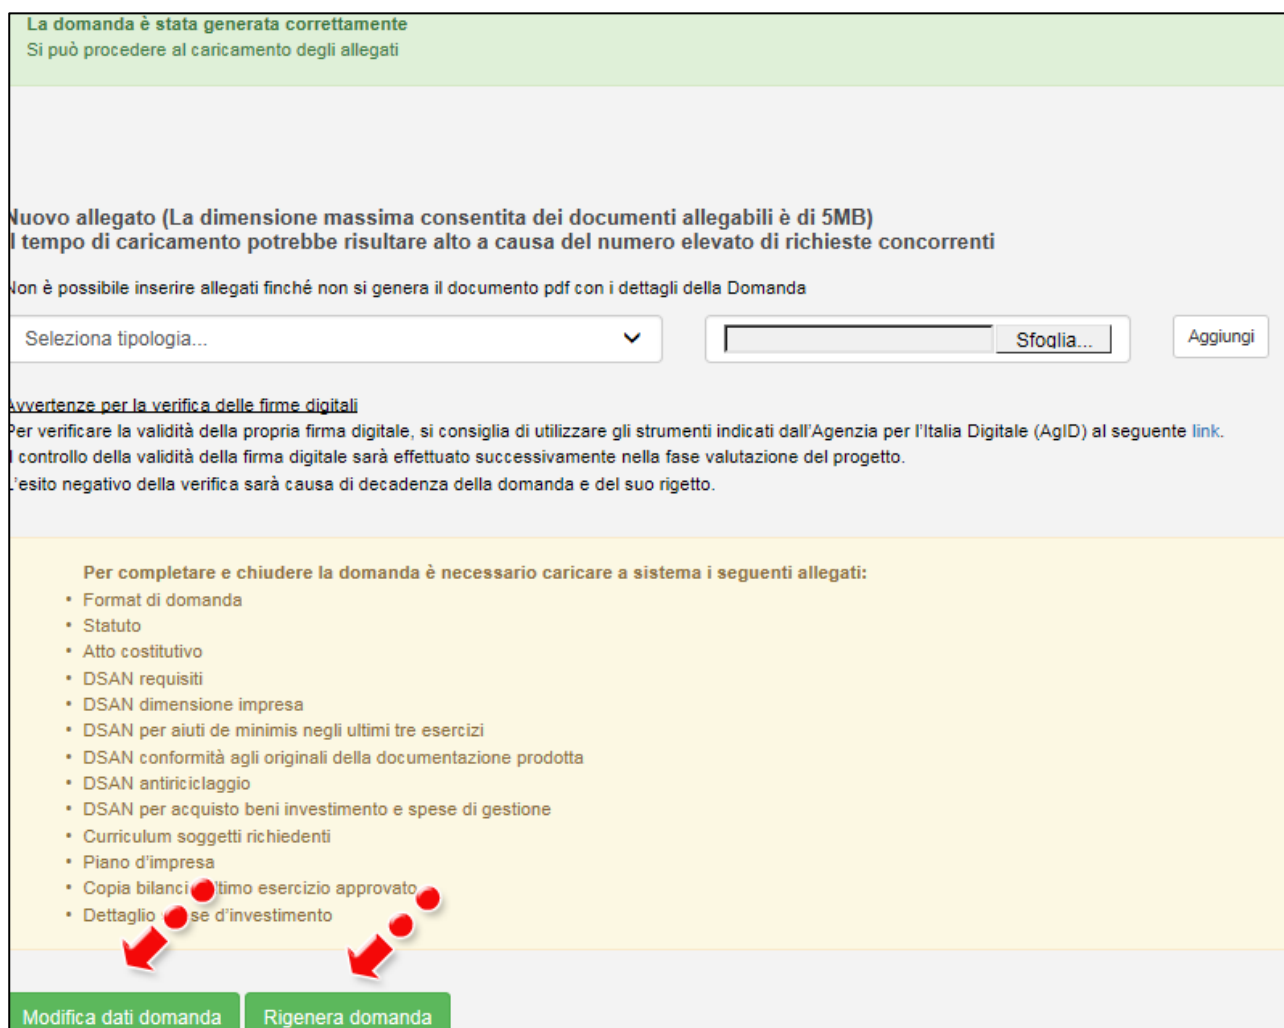 La domanda è stata generata correttamente
Si può procedere al caricamento degli allegati
Nuovo allegato (La dimensione massima consentita dei documenti allegabili è di 5MB)
Il tempo di caricamento potrebbe risultare alto a causa del numero elevato di richieste concorrenti
Non è possibile inserire allegati finché non si genera il documento pdf con i dettagli della Domanda
Seleziona tipologia... Sfoglia... Aggiungi
Avvertenze per la verifica delle firme digitali
Per verificare la validità della propria firma digitale, si consiglia di utilizzare gli strumenti indicati dall'Agenzia per l'Italia Digitale (AgID) al seguente link.
Il controllo della validità della firma digitale sarà effettuato successivamente nella fase valutazione del progetto.
L'esito negativo della verifica sarà causa di decadenza della domanda e del suo rigetto.
Per completare e chiudere la domanda è necessario caricare a sistema i seguenti allegati:
• Format di domanda
• Statuto
• Atto costitutivo
• DSAN requisiti
• DSAN dimensione impresa
• DSAN per aiuti de minimis negli ultimi tre esercizi
• DSAN conformità agli originali della documentazione prodotta
• DSAN antiriciclaggio
• DSAN per acquisto beni investimento e spese di gestione
• Curriculum soggetti richiedenti
• Piano d'impresa
• Copia bilanci ultimo esercizio approvato
• Dettaglio d'investimento
Modifica dati domanda Rigenera domanda